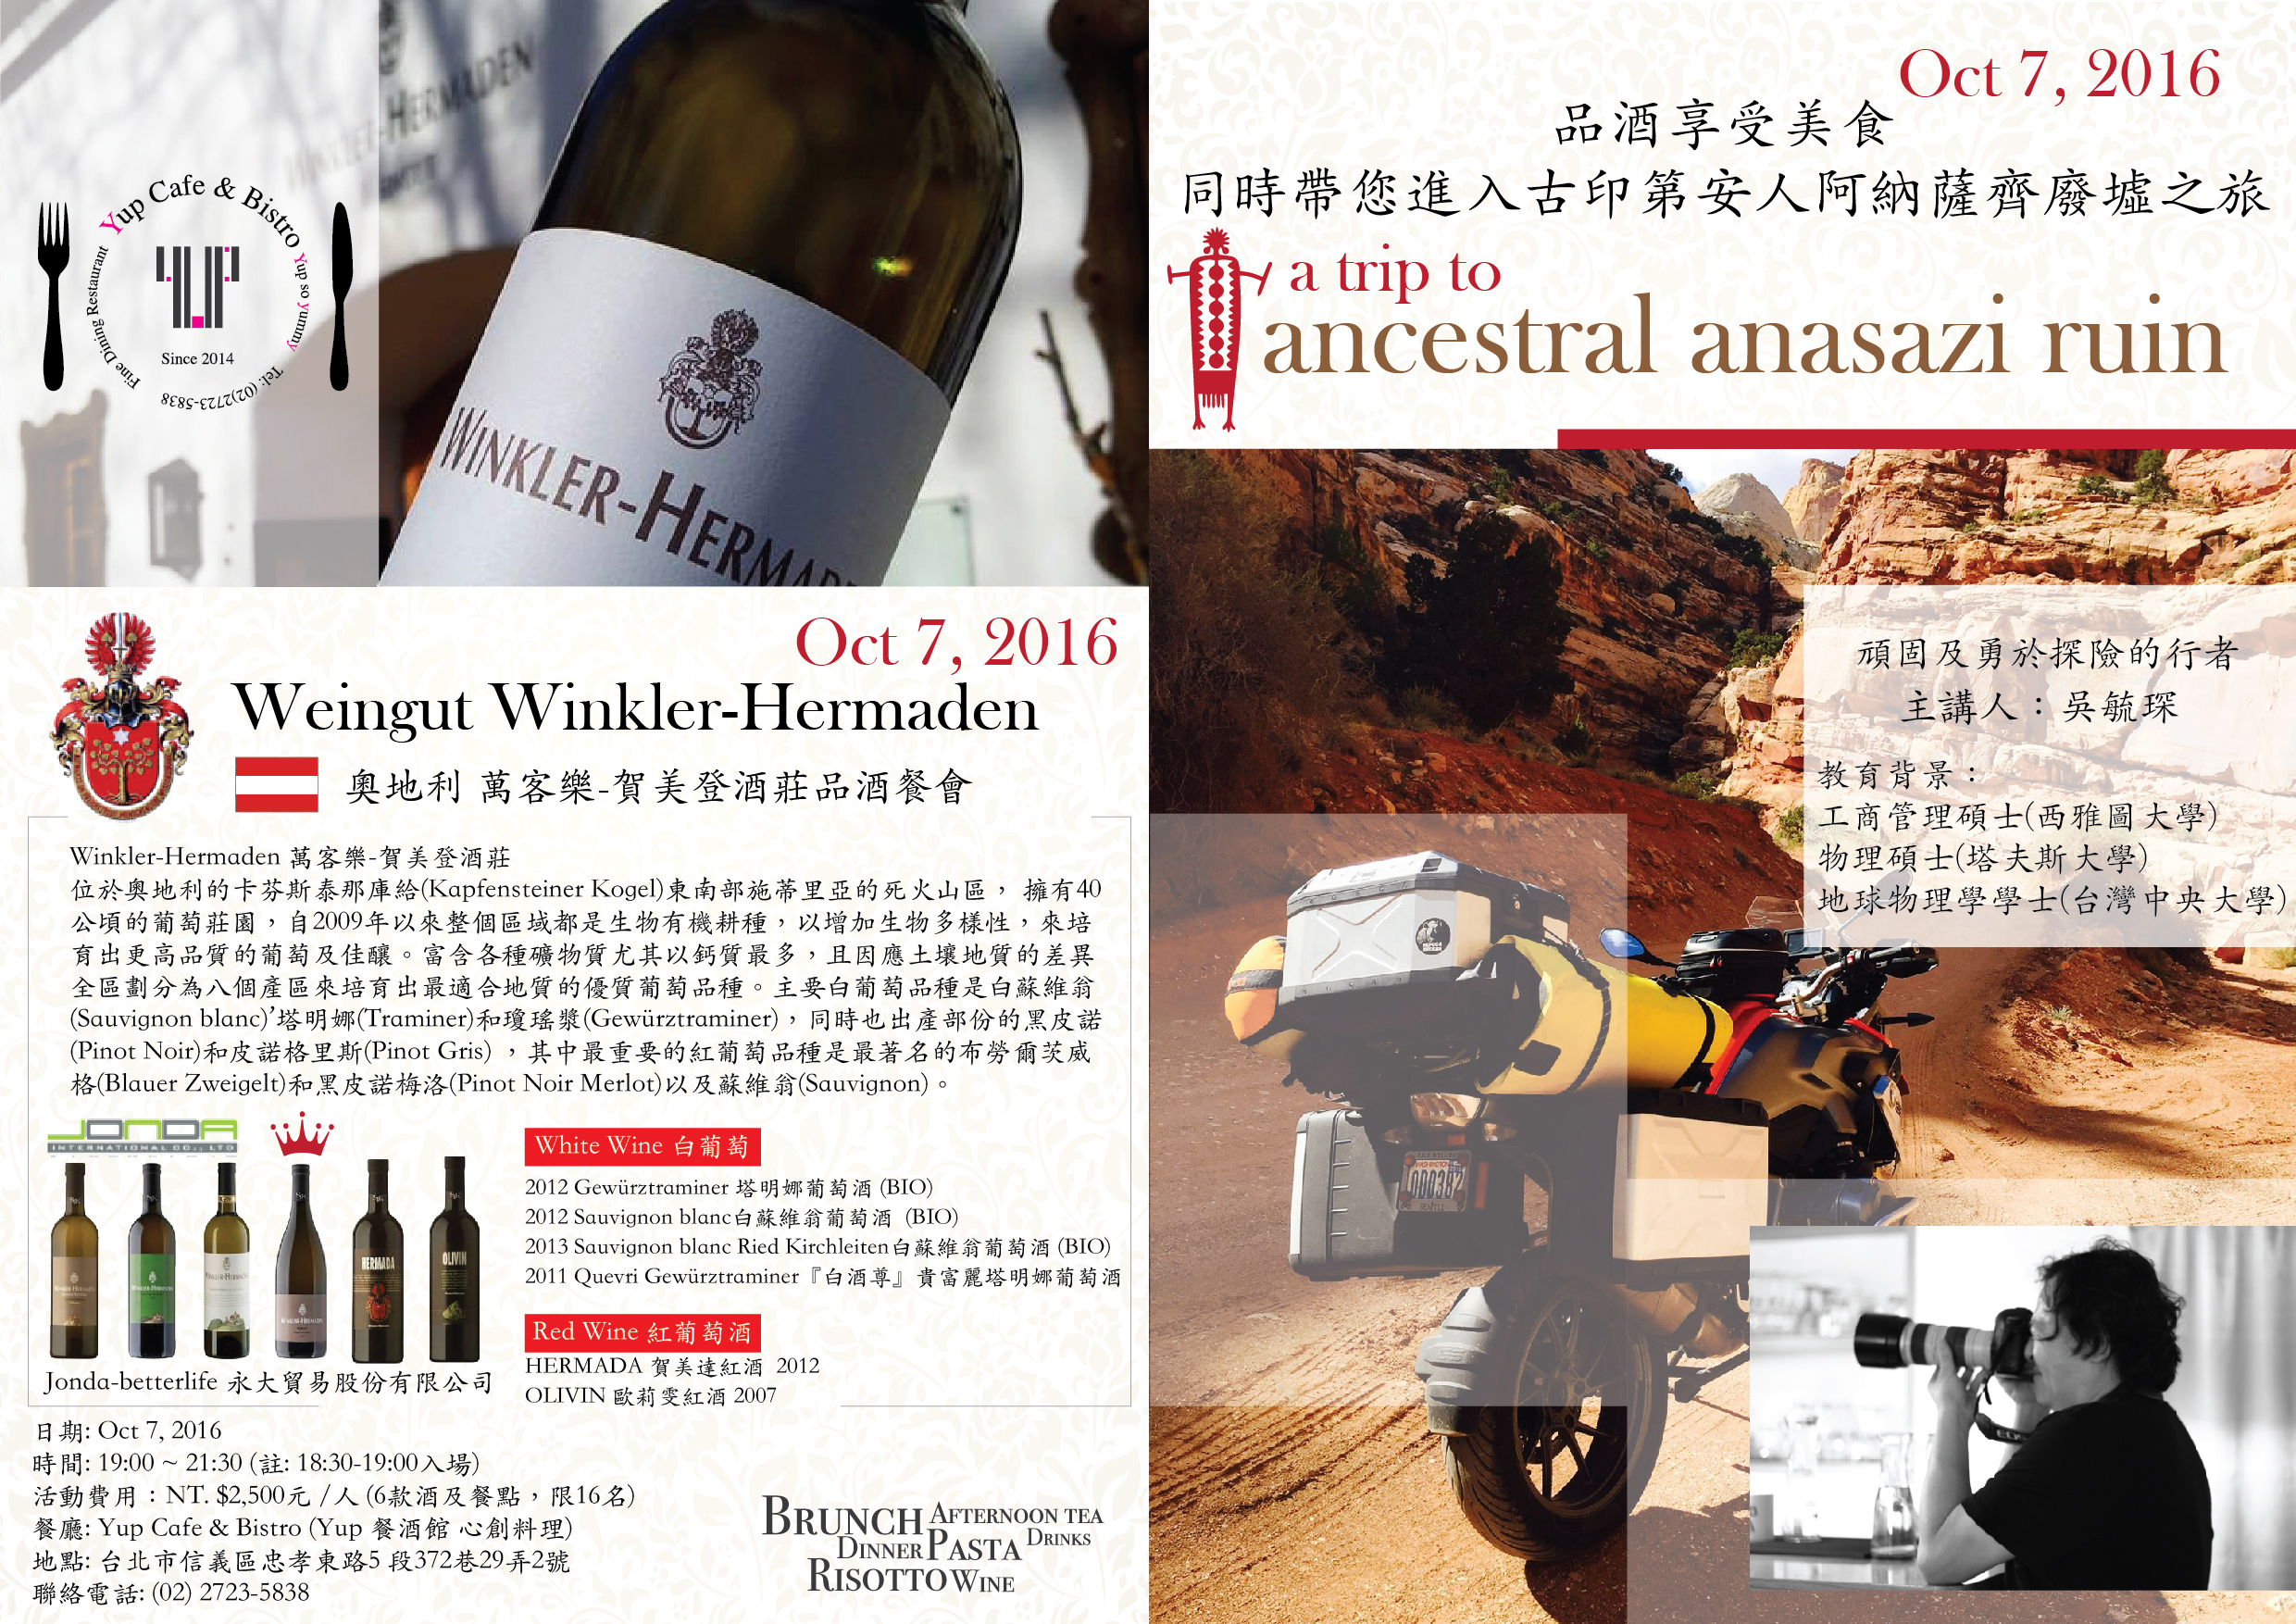 WINKLER-HERMADEN
Yup Cafe & Bistro
Yup so yummy
Fine Dining Restaurant
Since 2014
Tel: (02)2723-5838
WINKLER-HERMADE
Oct 7, 2016
Weingut Winkler-Hermaden
奧地利 萬客樂-賀美登酒莊品酒餐會
Winkler-Hermaden 萬客樂-賀美登酒莊
位於奧地利的卡芬斯泰那庫給(Kapfensteiner Kogel)東南部施蒂里亞的死火山區， 擁有40
公頃的葡萄莊園，自2009年以來整個區域都是生物有機耕種，以增加生物多樣性，來培
育出更高品質的葡萄及佳釀。富含各種礦物質尤其以鈣質最多，且因應土壤地質的差異
全區劃分為八個產區來培育出最適合地質的優質葡萄品種。主要白葡萄品種是白蘇維翁
(Sauvignon blanc)’塔明娜(Traminer)和瓊瑤漿(Gewürztraminer)，同時也出產部份的黑皮諾
(Pinot Noir)和皮諾格里斯(Pinot Gris) ，其中最重要的紅葡萄品種是最著名的布勞爾茨威
格(Blauer Zweigelt)和黑皮諾梅洛(Pinot Noir Merlot)以及蘇維翁(Sauvignon)。
JONDA
INTERNATIONAL CO., LTD
HERMADA
OLIVIN
Jonda-betterlife 永大貿易股份有限公司
White Wine 白葡萄
2012 Gewürztraminer 塔明娜葡萄酒 (BIO)
2012 Sauvignon blanc白蘇維翁葡萄酒 (BIO)
2013 Sauvignon blanc Ried Kirchleiten白蘇維翁葡萄酒 (BIO)
2011 Quevri Gewürztraminer『白酒尊』貴富麗塔明娜葡萄酒
Red Wine 紅葡萄酒
HERMADA 賀美達紅酒 2012
OLIVIN 歐莉雯紅酒 2007
日期: Oct 7, 2016
時間: 19:00 ~ 21:30 (註: 18:30-19:00入場)
活動費用：NT. $2,500元 /人 (6款酒及餐點，限16名)
餐廳: Yup Cafe & Bistro (Yup 餐酒館 心創料理)
地點: 台北市信義區忠孝東路5 段372巷29弄2號
聯絡電話: (02) 2723-5838
BRUNCH AFTERNOON TEA
DINNER PASTA DRINKS
RISOTTO WINE
Oct 7, 2016
品酒享受美食
同時帶您進入古印第安人阿納薩齊廢墟之旅
a trip to
ancestral anasazi ruin
頑固及勇於探險的行者
主講人：吳毓琛
教育背景：
工商管理碩士(西雅圖大學)
物理碩士(塔夫斯大學)
地球物理學學士(台灣中央大學)
WASHINGTON